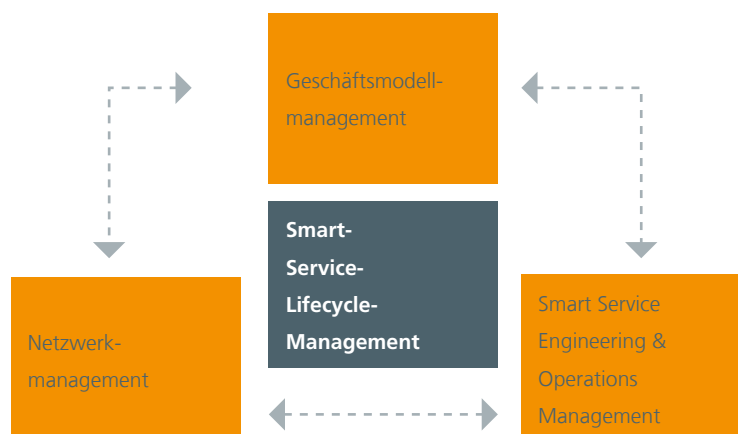 Geschäftsmodell-
management
Smart-
Service-
Lifecycle-
Management
Netzwerk-
management
Smart Service
Engineering &
Operations
Management